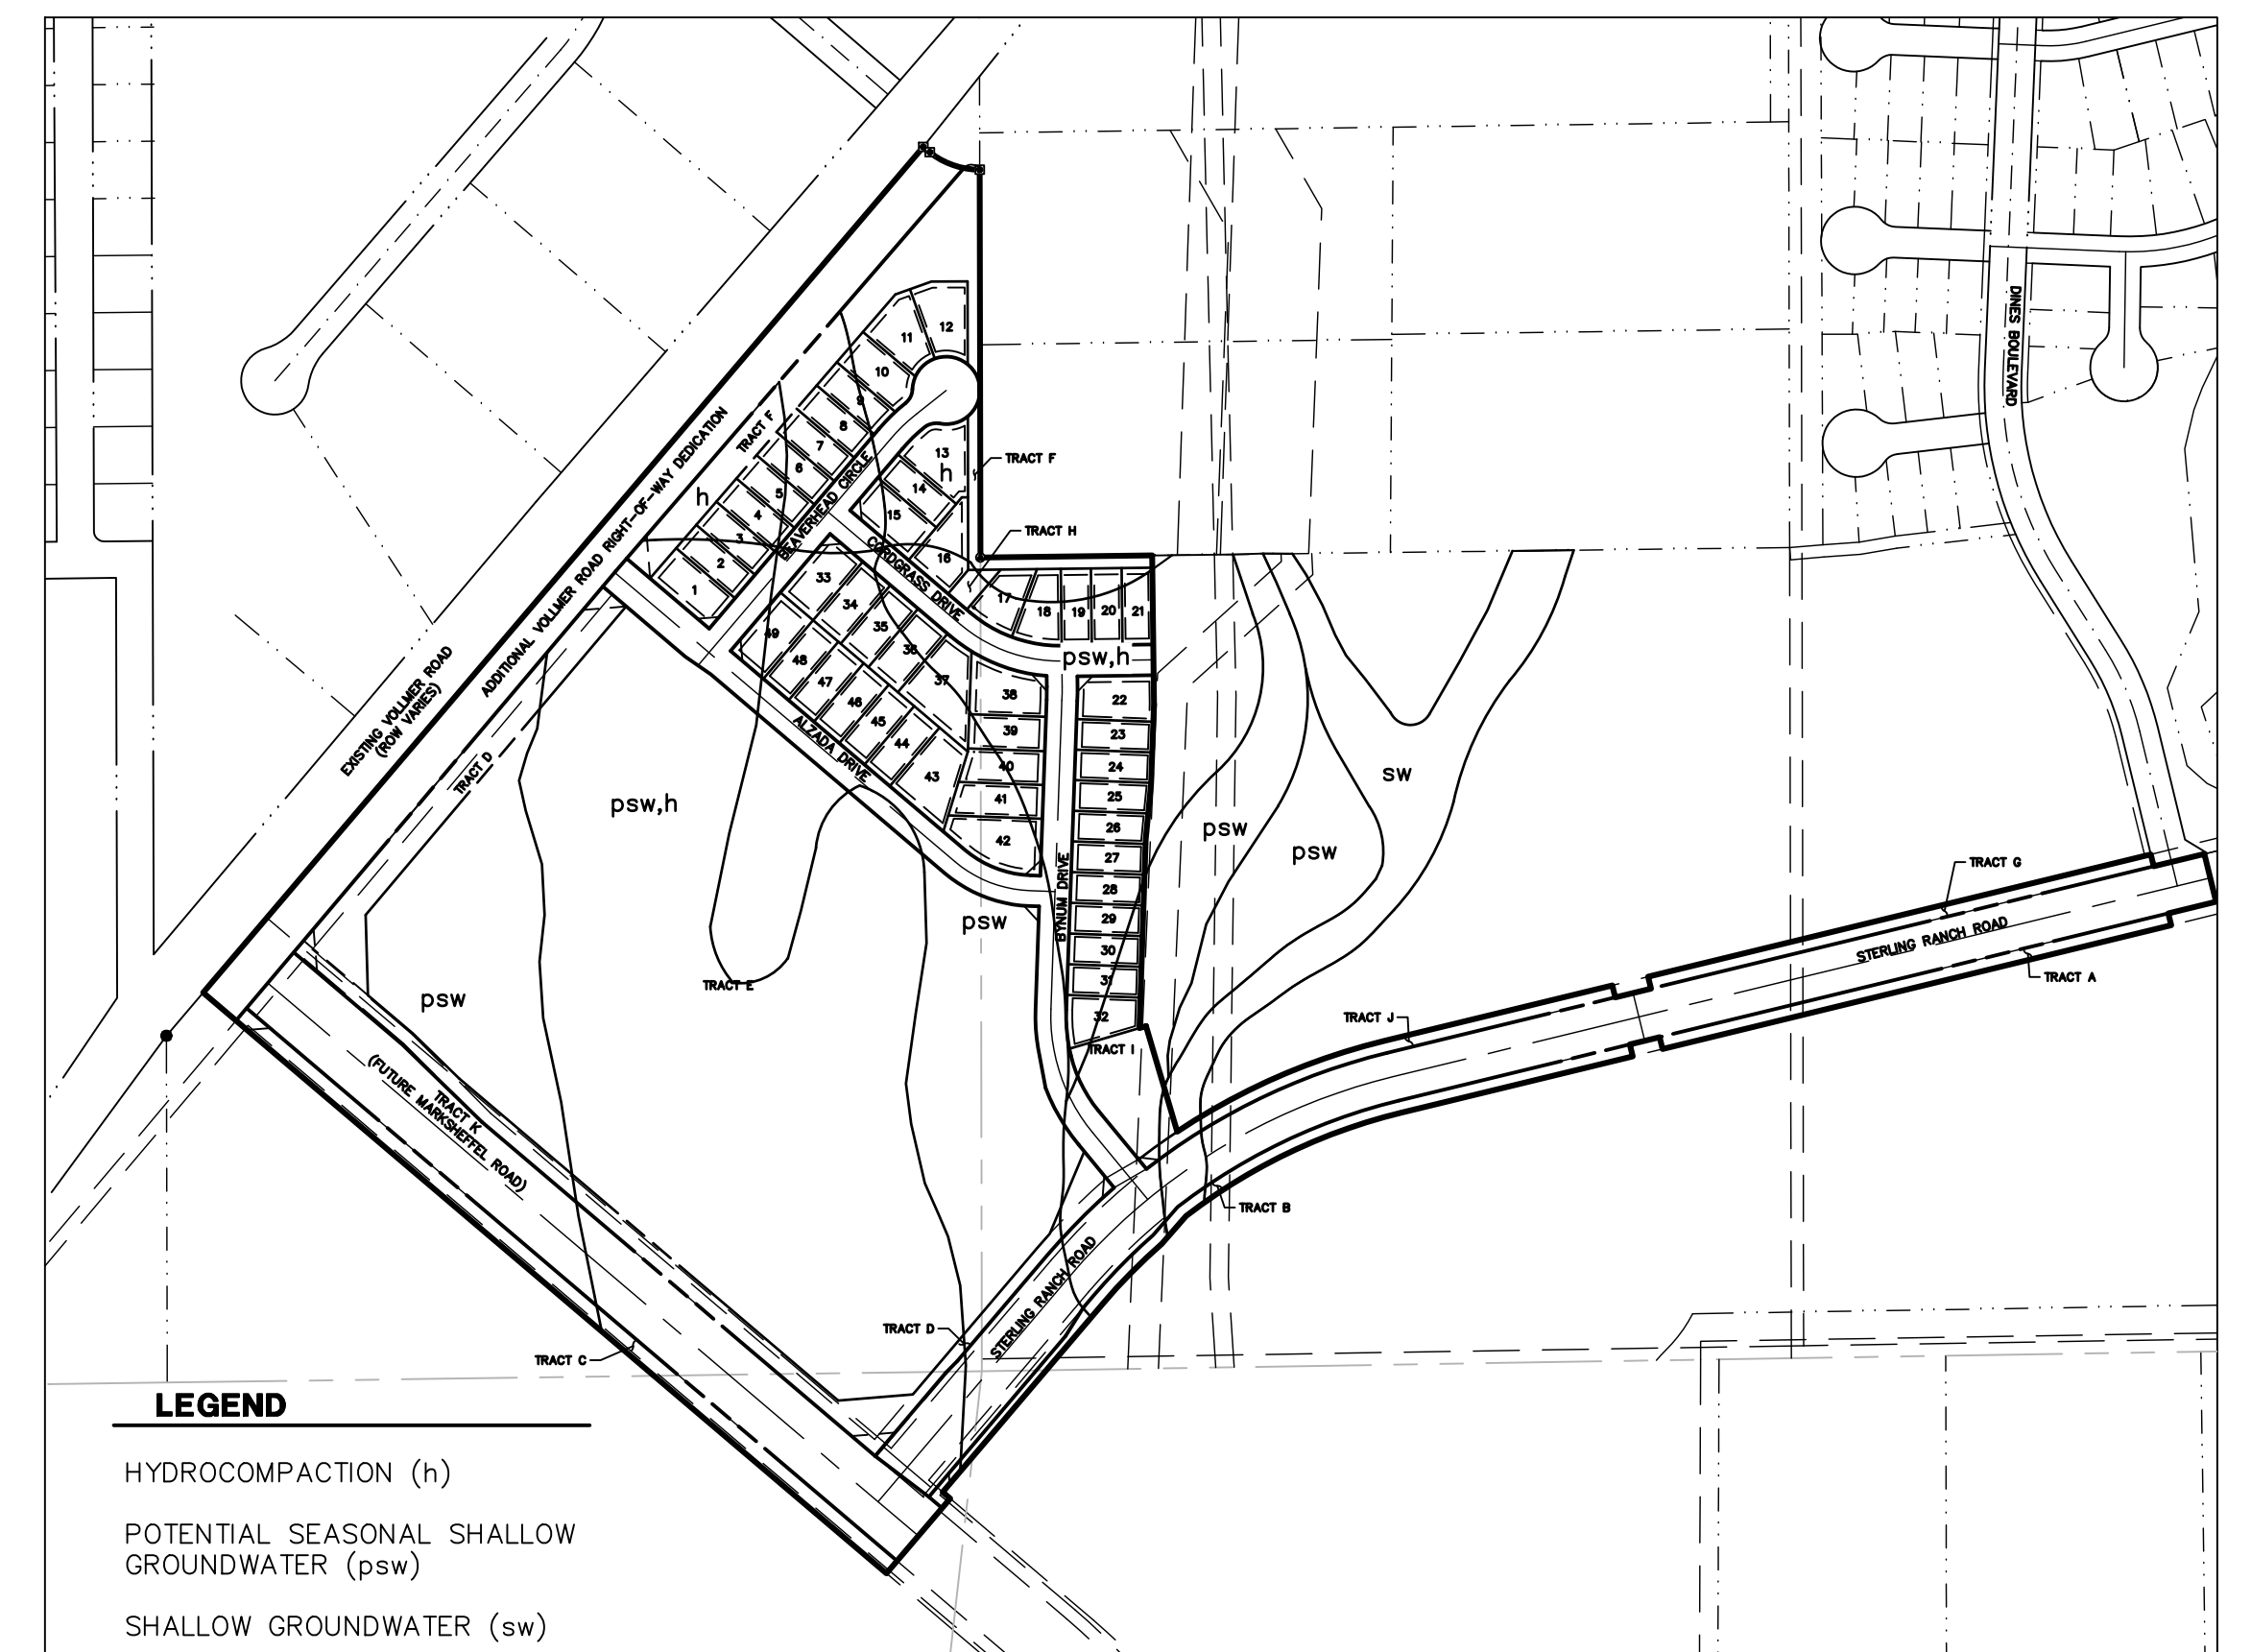 DINES BOULEVARD
12
11
10
9
8
7
6
5
4
3
2
1
TRACT F
h
BEAVERHEAD CIRCLE
ADDITIONAL VOLLMER ROAD RIGHT-OF-WAY DEDICATION
EXISTING VOLLMER ROAD
(ROW VARIES)
TRACT D
13
h
14
15
16
TRACT F
TRACT H
CORDGRASS DRIVE
17
18
19
20
21
psw,h
33
34
35
36
37
49
48
47
46
45
44
43
ALZADA DRIVE
38
39
40
41
42
22
23
24
25
26
27
28
29
30
31
32
BYNUM DRIVE
psw,h
psw
psw
sw
psw
psw
TRACT E
TRACT I
TRACT J
TRACT G
STERLING RANCH ROAD
TRACT A
TRACT K
(FUTURE MARKSHEFFEL ROAD)
TRACT B
STERLING RANCH ROAD
TRACT D
TRACT C
LEGEND
HYDROCOMPACTION (h)
POTENTIAL SEASONAL SHALLOW
GROUNDWATER (psw)
SHALLOW GROUNDWATER (sw)